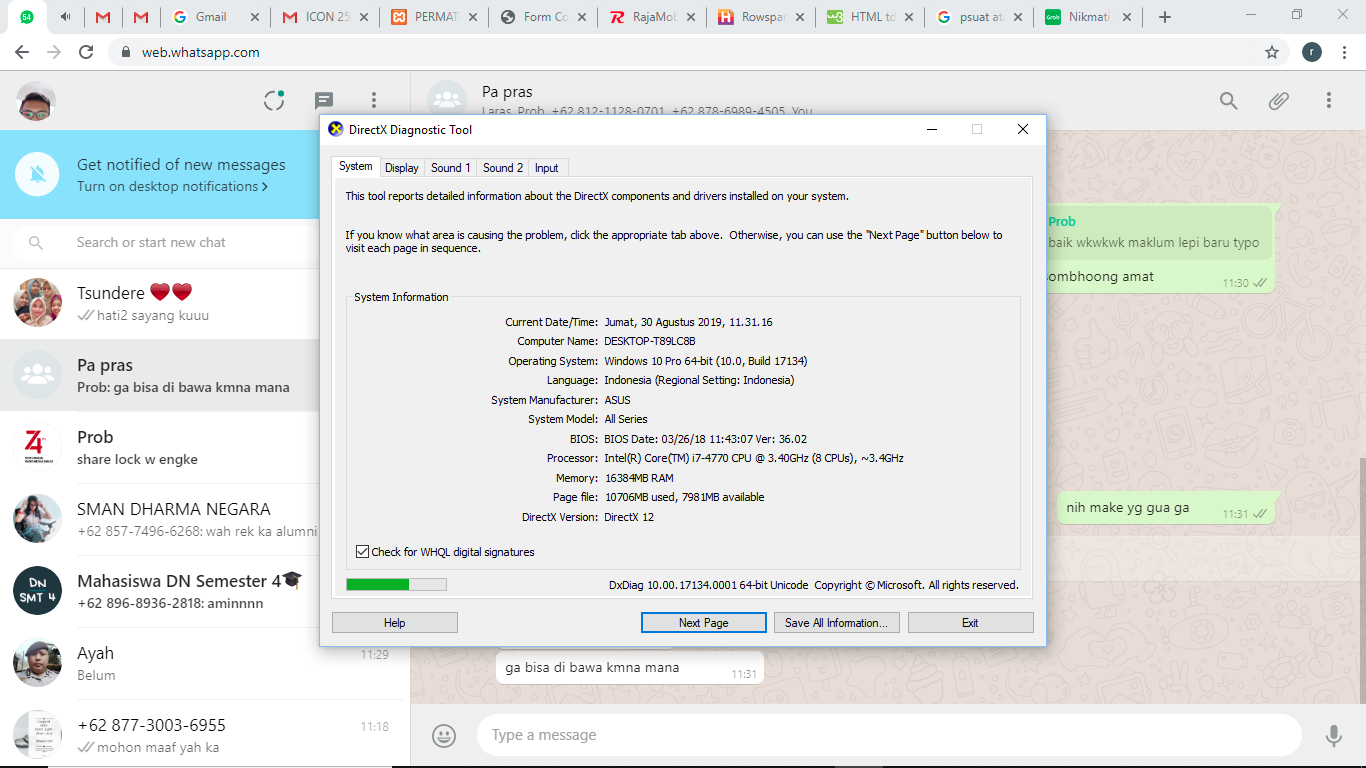 54
Gmail
ICON 25
PERMAT
Form Co
RajaMob
Rowspan
HTML td
psuat ata
Grab
Nikmati
web.whatsapp.com
r
Pa pras
Laras, Prob, +62 812-1128-0701, +62 878-6989-4505, You
Get notified of new messages
Turn on desktop notifications >
Search or start new chat
Tsundere ❤❤
hati2 sayang kuuu
Pa pras
Prob: ga bisa di bawa kmna mana
Prob
share lock w engke
SMAN DHARMA NEGARA
+62 857-7496-6268: wah rek ka alumni
DN
SMT 4
Mahasiswa DN Semester 4🎓
+62 896-8936-2818: aminnnn
Ayah
11:29
Belum
+62 877-3003-6955
11:18
mohon maaf yah ka
DirectX Diagnostic Tool
System
Display
Sound 1
Sound 2
Input
This tool reports detailed information about the DirectX components and drivers installed on your system.
If you know what area is causing the problem, click the appropriate tab above. Otherwise, you can use the "Next Page" button below to
visit each page in sequence.
System Information
Current Date/Time: Jumat, 30 Agustus 2019, 11.31.16
Computer Name: DESKTOP-T89LC8B
Operating System: Windows 10 Pro 64-bit (10.0, Build 17134)
Language: Indonesia (Regional Setting: Indonesia)
System Manufacturer: ASUS
System Model: All Series
BIOS: BIOS Date: 03/26/18 11:43:07 Ver: 36.02
Processor: Intel(R) Core(TM) i7-4770 CPU @ 3.40GHz (8 CPUs), ~3.4GHz
Memory: 16384MB RAM
Page file: 10706MB used, 7981MB available
DirectX Version: DirectX 12
Check for WHQL digital signatures
DxDiag 10.00.17134.0001 64-bit Unicode Copyright © Microsoft. All rights reserved.
Help
Next Page
Save All Information...
Exit
Prob
baik wkwkwk maklum lepi baru typo
sombhoong amat
11:30
nih make yg gua ga
11:31
ga bisa di bawa kmna mana
11:31
Type a message